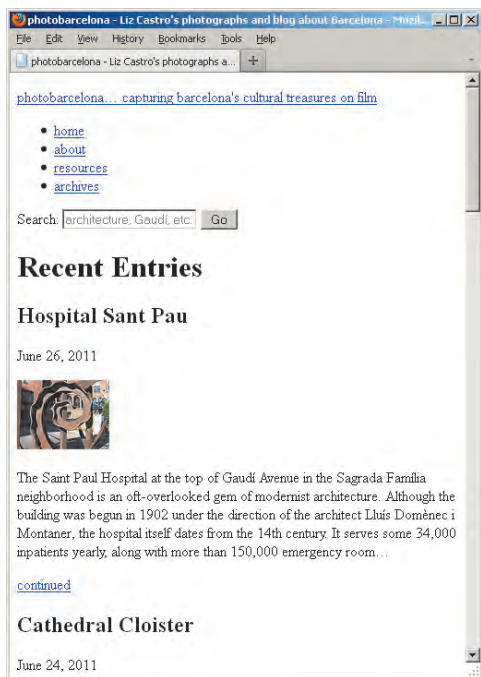 photobarcelona - Liz Castro's photographs and blog about Barcelona - Mozil...
File Edit View History Bookmarks Tools Help
photobarcelona - Liz Castro's photographs a...
photobarcelona… capturing barcelona's cultural treasures on film
home
about
resources
archives
Search: architecture, Gaudí, etc. Go
Recent Entries
Hospital Sant Pau
June 26, 2011
The Saint Paul Hospital at the top of Gaudí Avenue in the Sagrada Família
neighborhood is an oft-overlooked gem of modernist architecture. Although the
building was begun in 1902 under the direction of the architect Lluís Domènec i
Montaner, the hospital itself dates from the 14th century. It serves some 34,000
inpatients yearly, along with more than 150,000 emergency room…
continued
Cathedral Cloister
June 24, 2011